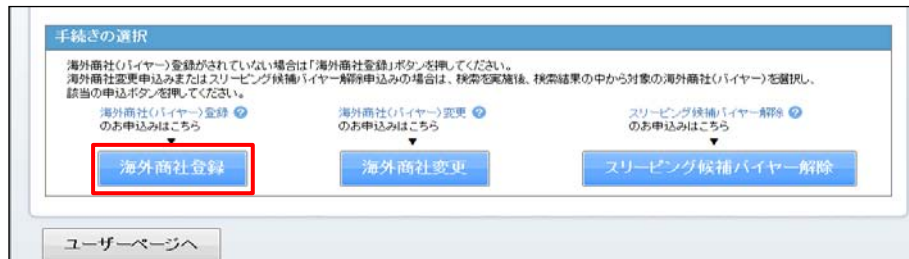 手続きの選択
海外商社(バイヤー)登録がされていない場合は「海外商社登録」ボタンを押してください。
海外商社変更申込みまたはスリーピング候補バイヤー解除申込みの場合は、検索を実施後、検索結果の中から対象の海外商社(バイヤー)を選択し、
該当の申込ボタンを押してください。
海外商社(バイヤー)登録 ?
のお申込みはこちら
▼
海外商社登録
海外商社(バイヤー)変更 ?
のお申込みはこちら
▼
海外商社変更
スリーピング候補バイヤー解除 ?
のお申込みはこちら
▼
スリーピング候補バイヤー解除
ユーザーページへ